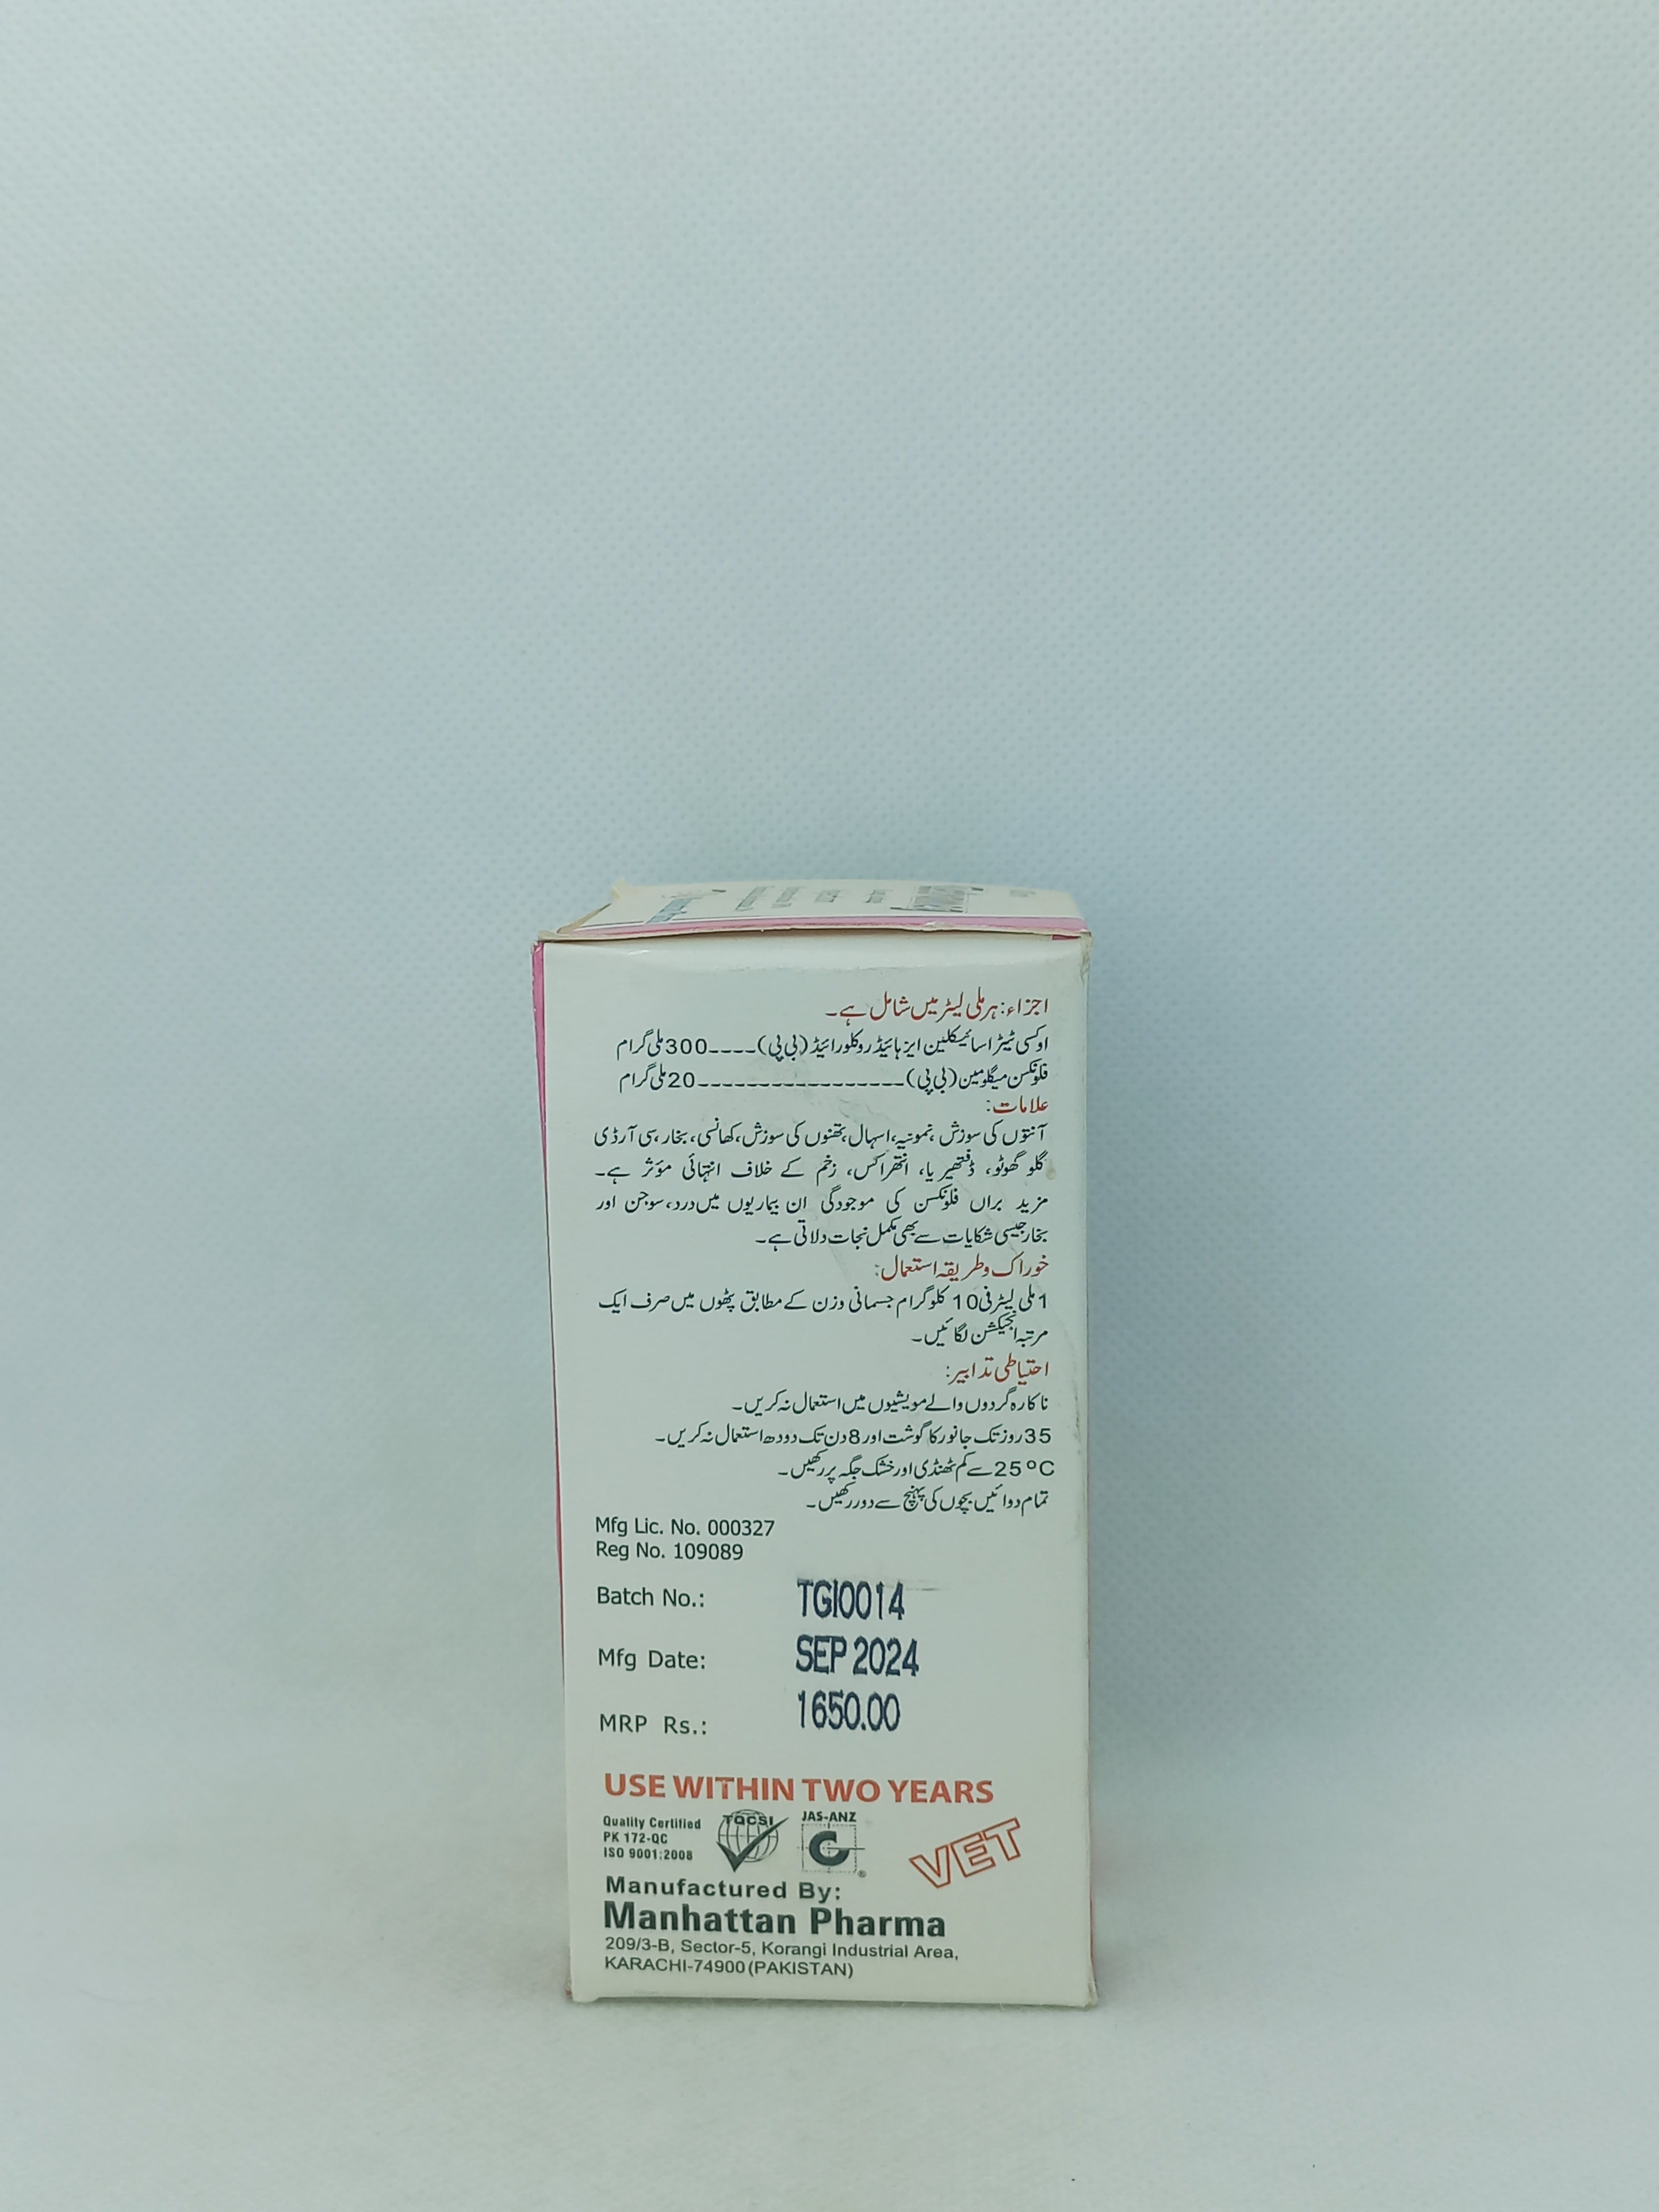 اجزاء: ہر ملی لیٹر میں شامل ہے۔
اوکسی ٹیٹراسائیکلین ایز ہائیڈروکلورائیڈ (بی پی)----300 ملی گرام
فلونکسن میگلومین (بی پی)-----------------20 ملی گرام
علامات:
آنتوں کی سوزش، نمونیہ، اسہال، تھنوں کی سوزش، کھانسی، بخار، سی آر ڈی
گلو گھوٹو، ڈفتھیریا، انتھراکس، زخم کے خلاف انتہائی مؤثر ہے۔
مزید براں فلونکسن کی موجودگی ان بیماریوں میں درد، سوجن اور
بخار جیسی شکایات سے بھی مکمل نجات دلاتی ہے۔
خوراک و طریقہ استعمال:
1 ملی لیٹر فی 10 کلوگرام جسمانی وزن کے مطابق پٹھوں میں صرف ایک
مرتبہ انجیکشن لگائیں۔
احتیاطی تدابیر:
ناکارہ گردوں والے مویشیوں میں استعمال نہ کریں۔
35 روز تک جانور کا گوشت اور 8 دن تک دودھ استعمال نہ کریں۔
25°C سے کم ٹھنڈی اور خشک جگہ پر رکھیں۔
تمام دوائیں بچوں کی پہنچ سے دور رکھیں۔
Mfg Lic. No. 000327
Reg No. 109089
Batch No.: TGI0014
Mfg Date: SEP 2024
MRP Rs.: 1650.00
USE WITHIN TWO YEARS
Quality Certified
PK 172-QC
ISO 9001:2008
TQCSI
JAS-ANZ
VET
Manufactured By:
Manhattan Pharma
209/3-B, Sector-5, Korangi Industrial Area,
KARACHI-74900 (PAKISTAN)